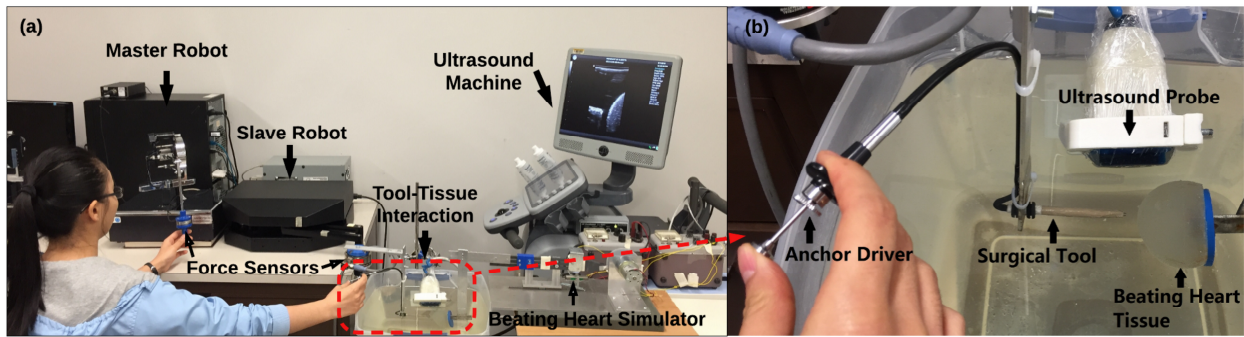 (a)
Master Robot
Slave Robot
Ultrasound
Machine
Tool-Tissue
Interaction
Force Sensors
Beating Heart Simulator
(b)
Ultrasound Probe
Anchor Driver
Surgical Tool
Beating Heart
Tissue